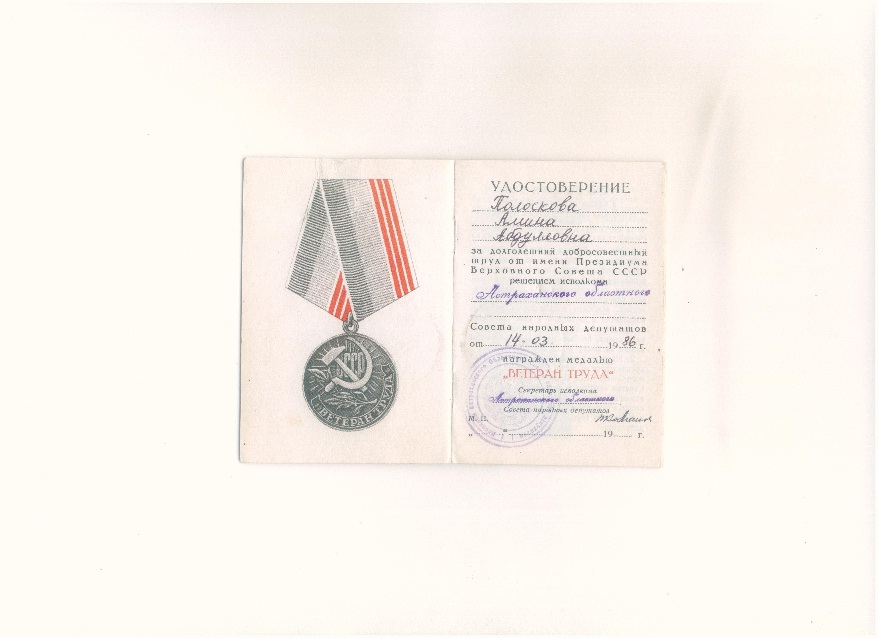 СССР
ВЕТЕРАН ТРУДА
УДОСТОВЕРЕНИЕ
Полоскова
Амина
Абдулловна
за долголетний добросовестный
труд от имени Президиума
Верховного Совета СССР
решением исполкома
Астраханского областного
Совета народных депутатов
от 14-03 1986 г.
награжден медалью
„ВЕТЕРАН ТРУДА“
Секретарь исполкома
Астраханского областного
Совета народных депутатов
М. П.
„ “ 19 г.